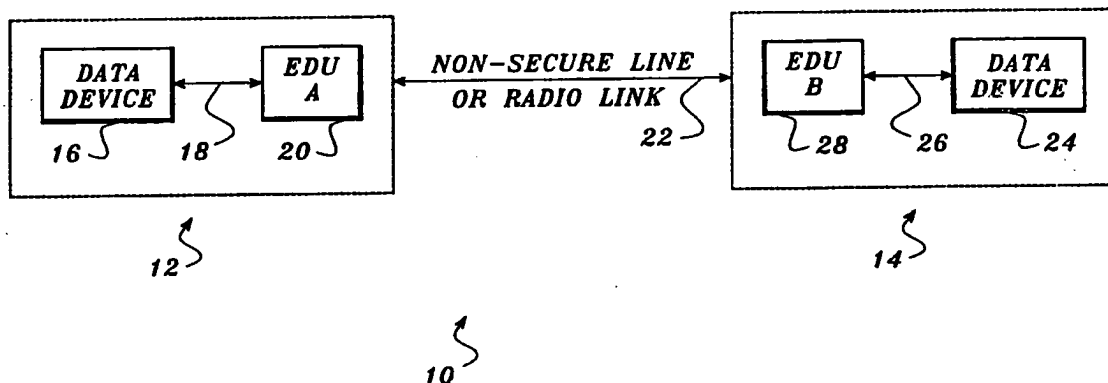 DATA
DEVICE
EDU
A
NON-SECURE LINE
OR RADIO LINK
EDU
B
DATA
DEVICE
16
18
20
22
28
26
24
12
14
10